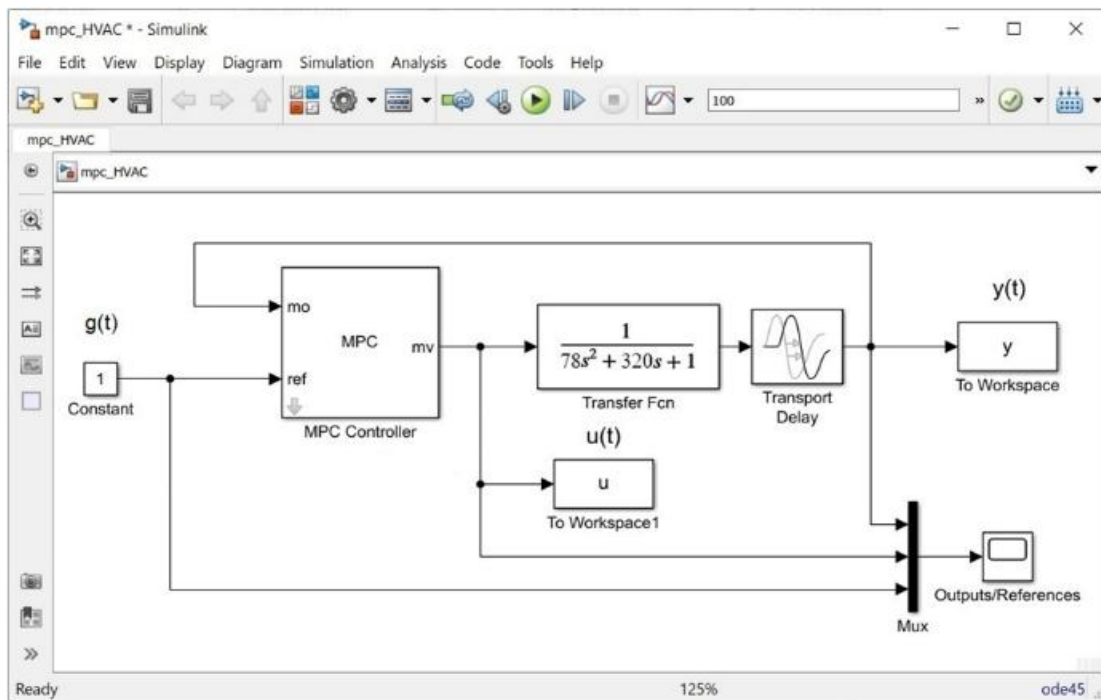 mpc_HVAC * - Simulink
File Edit View Display Diagram Simulation Analysis Code Tools Help
100
mpc_HVAC
mpc_HVAC
g(t)
1
Constant
mo
MPC
mv
ref
MPC Controller
1
78s² + 320s + 1
Transfer Fcn
Transport
Delay
y(t)
y
To Workspace
u(t)
u
To Workspace1
Mux
Outputs/References
Ready 125% ode45